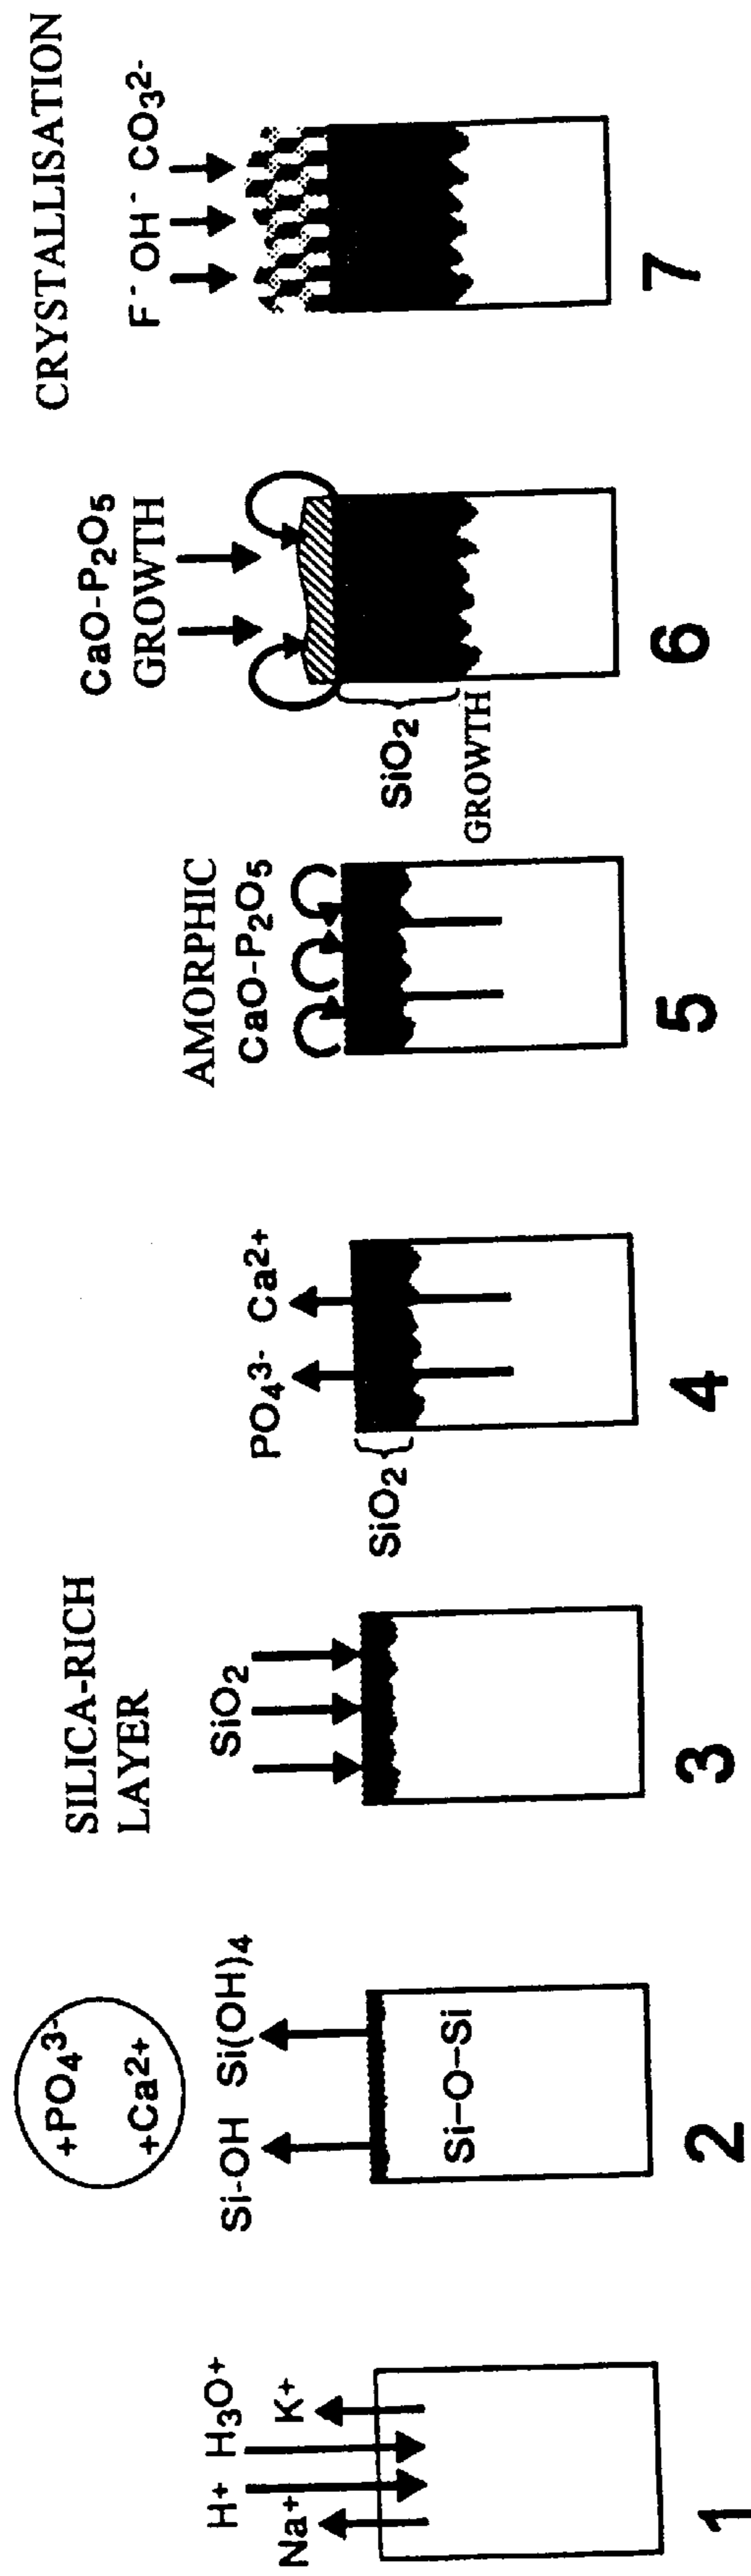 H+ H₃O+
Na+ K+
1
+PO₄³⁻
+Ca²⁺
Si-OH Si(OH)₄
Si–O–Si
2
SILICA-RICH
LAYER
SiO₂
3
PO₄³⁻ Ca²⁺
SiO₂
4
AMORPHIC
CaO-P₂O₅
5
CaO-P₂O₅
GROWTH
SiO₂
GROWTH
6
CRYSTALLISATION
F⁻ OH⁻ CO₃²⁻
7